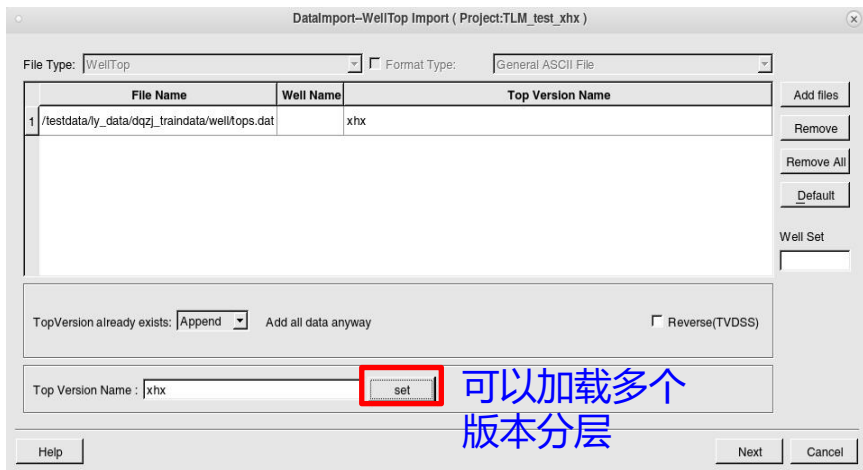 DataImport--WellTop Import ( Project:TLM_test_xhx )
File Type: WellTop Format Type: General ASCII File
File Name Well Name Top Version Name
1 /testdata/ly_data/dqzj_traindata/well/tops.dat xhx
Add files
Remove
Remove All
Default
Well Set
TopVersion already exists: Append Add all data anyway Reverse(TVDSS)
Top Version Name : xhx set
可以加载多个
版本分层
Help Next Cancel